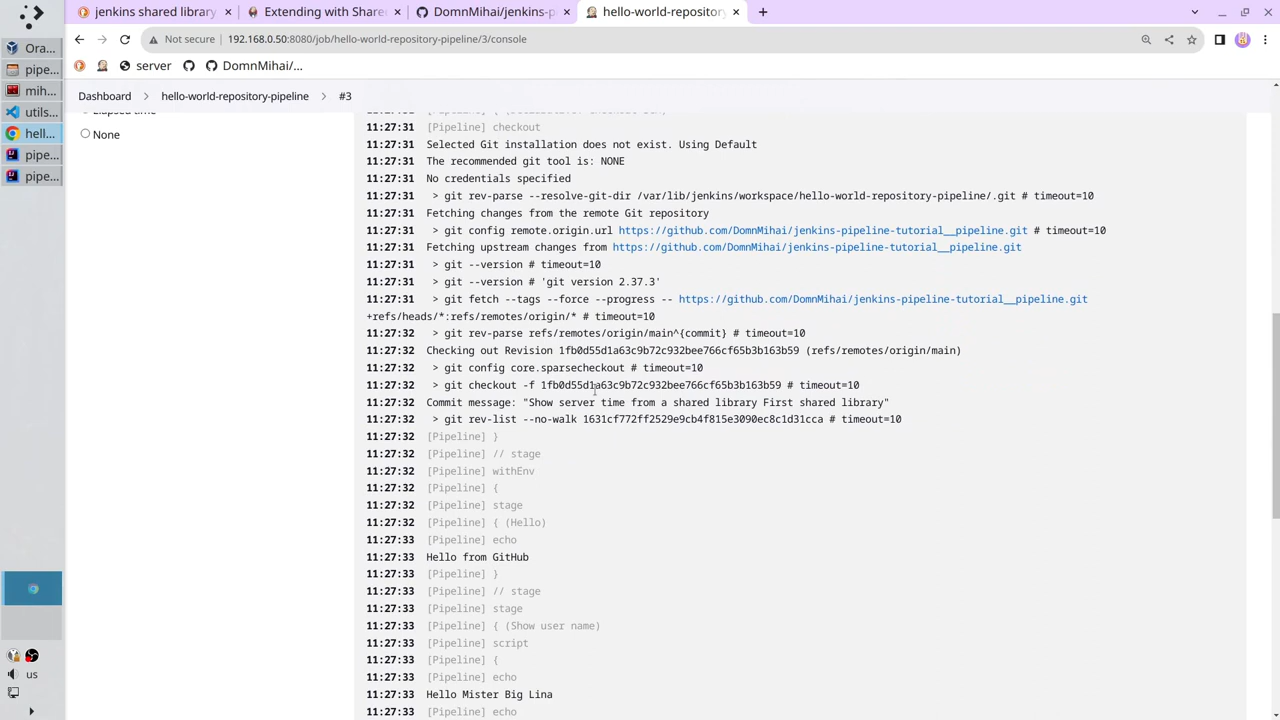 jenkins shared library
Extending with Share
DomnMihai/jenkins-p
hello-world-repository
Not secure
192.168.0.50:8080/job/hello-world-repository-pipeline/3/console
server
DomnMihai/...
Ora...
pipe...
mih...
utils...
hell...
pipe...
pipe...
us
Dashboard
hello-world-repository-pipeline
#3
Elapsed time
None
11:27:31 [Pipeline] { (Declarative: Checkout SCM)
11:27:31 [Pipeline] checkout
11:27:31 Selected Git installation does not exist. Using Default
11:27:31 The recommended git tool is: NONE
11:27:31 No credentials specified
11:27:31 > git rev-parse --resolve-git-dir /var/lib/jenkins/workspace/hello-world-repository-pipeline/.git # timeout=10
11:27:31 Fetching changes from the remote Git repository
11:27:31 > git config remote.origin.url https://github.com/DomnMihai/jenkins-pipeline-tutorial__pipeline.git # timeout=10
11:27:31 Fetching upstream changes from https://github.com/DomnMihai/jenkins-pipeline-tutorial__pipeline.git
11:27:31 > git --version # timeout=10
11:27:31 > git --version # 'git version 2.37.3'
11:27:31 > git fetch --tags --force --progress -- https://github.com/DomnMihai/jenkins-pipeline-tutorial__pipeline.git
+refs/heads/*:refs/remotes/origin/* # timeout=10
11:27:32 > git rev-parse refs/remotes/origin/main^{commit} # timeout=10
11:27:32 Checking out Revision 1fb0d55d1a63c9b72c932bee766cf65b3b163b59 (refs/remotes/origin/main)
11:27:32 > git config core.sparsecheckout # timeout=10
11:27:32 > git checkout -f 1fb0d55d1a63c9b72c932bee766cf65b3b163b59 # timeout=10
11:27:32 Commit message: "Show server time from a shared library First shared library"
11:27:32 > git rev-list --no-walk 1631cf772ff2529e9cb4f815e3090ec8c1d31cca # timeout=10
11:27:32 [Pipeline] }
11:27:32 [Pipeline] // stage
11:27:32 [Pipeline] withEnv
11:27:32 [Pipeline] {
11:27:32 [Pipeline] stage
11:27:32 [Pipeline] { (Hello)
11:27:33 [Pipeline] echo
11:27:33 Hello from GitHub
11:27:33 [Pipeline] }
11:27:33 [Pipeline] // stage
11:27:33 [Pipeline] stage
11:27:33 [Pipeline] { (Show user name)
11:27:33 [Pipeline] script
11:27:33 [Pipeline] {
11:27:33 [Pipeline] echo
11:27:33 Hello Mister Big Lina
11:27:33 [Pipeline] echo